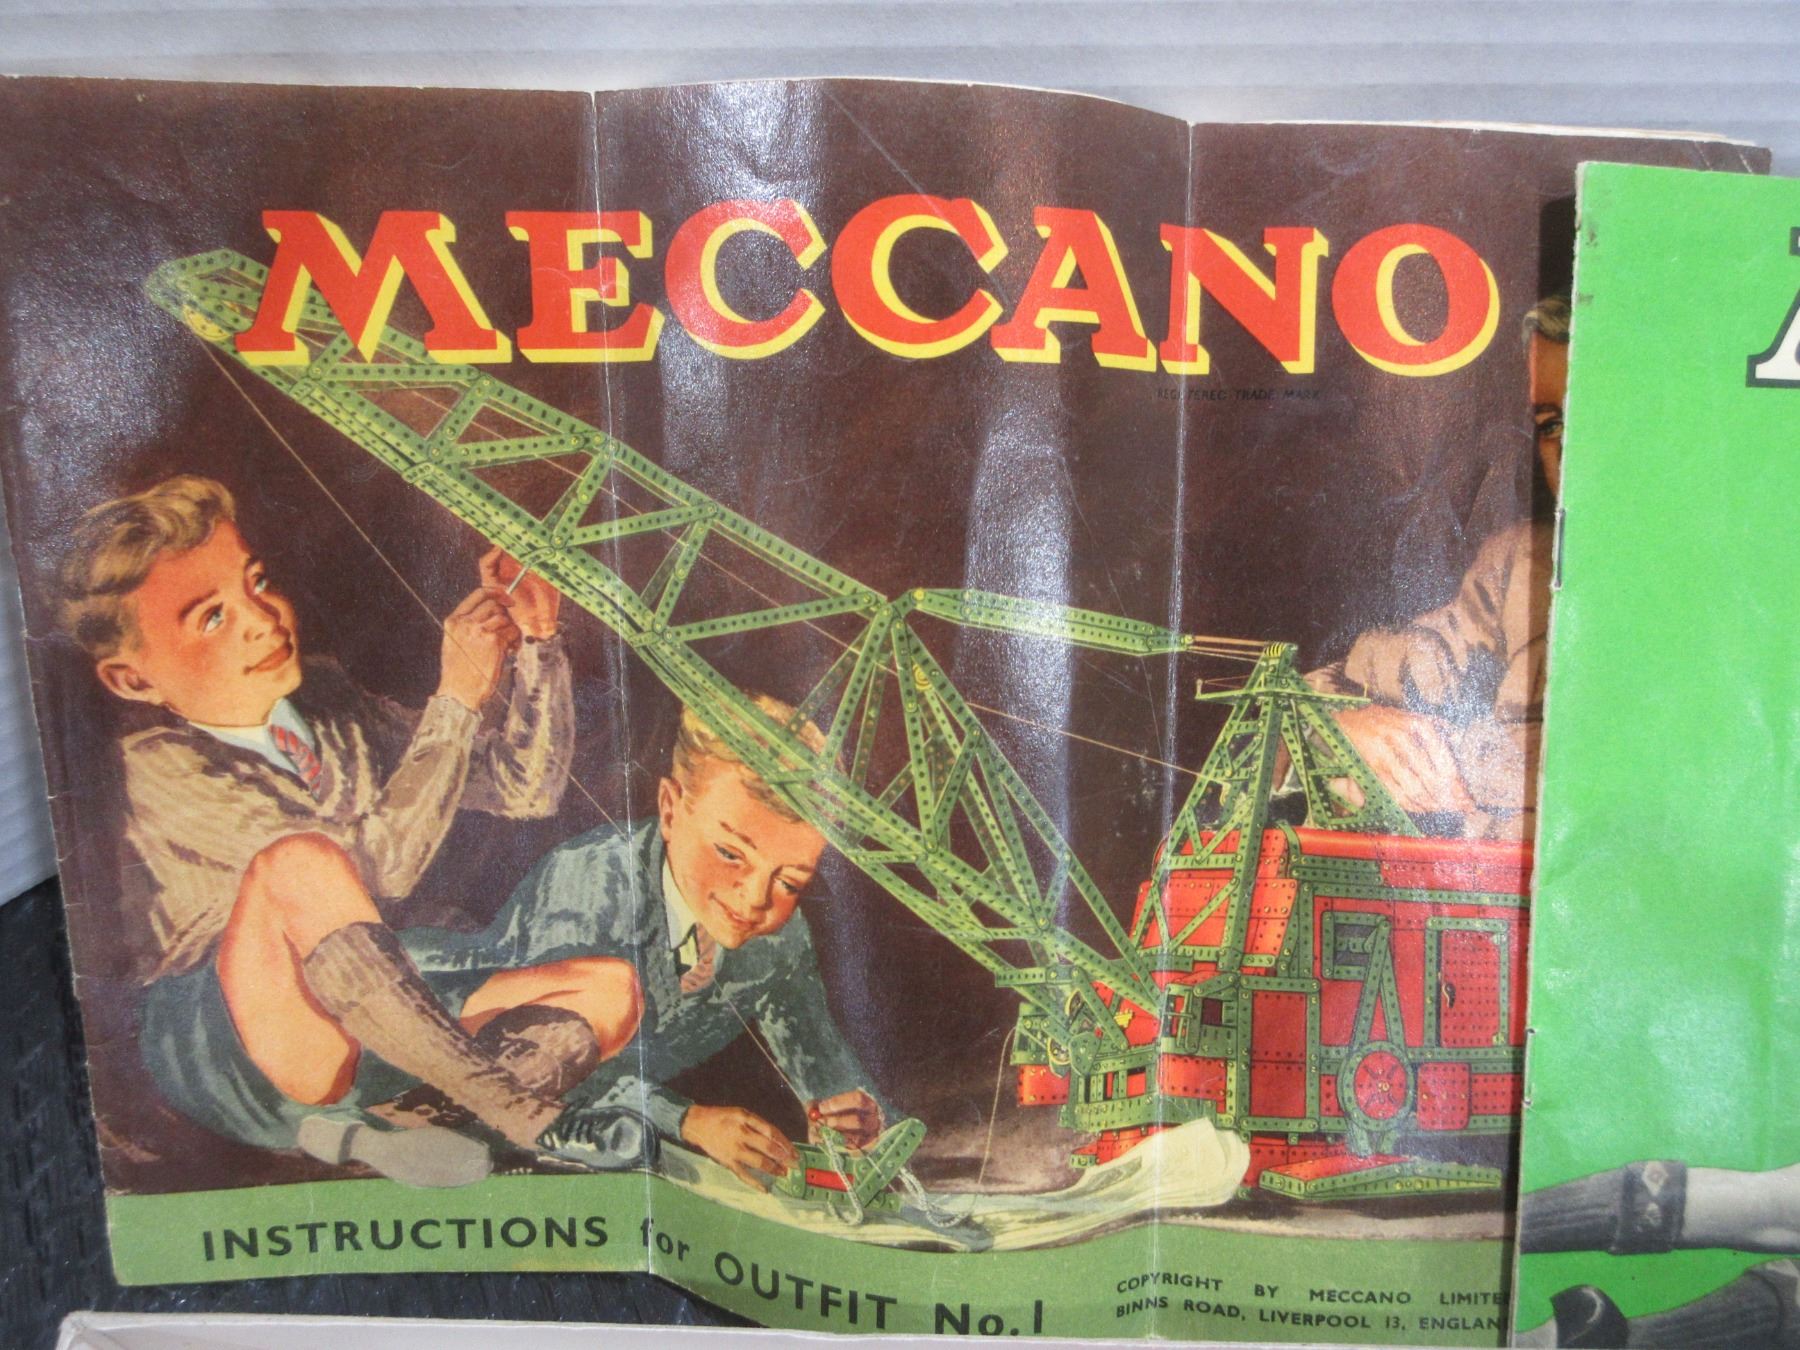 MECCANO
REGISTERED TRADE MARK
INSTRUCTIONS for OUTFIT No. 1
COPYRIGHT BY MECCANO LIMITE
BINNS ROAD, LIVERPOOL 13, ENGLAN